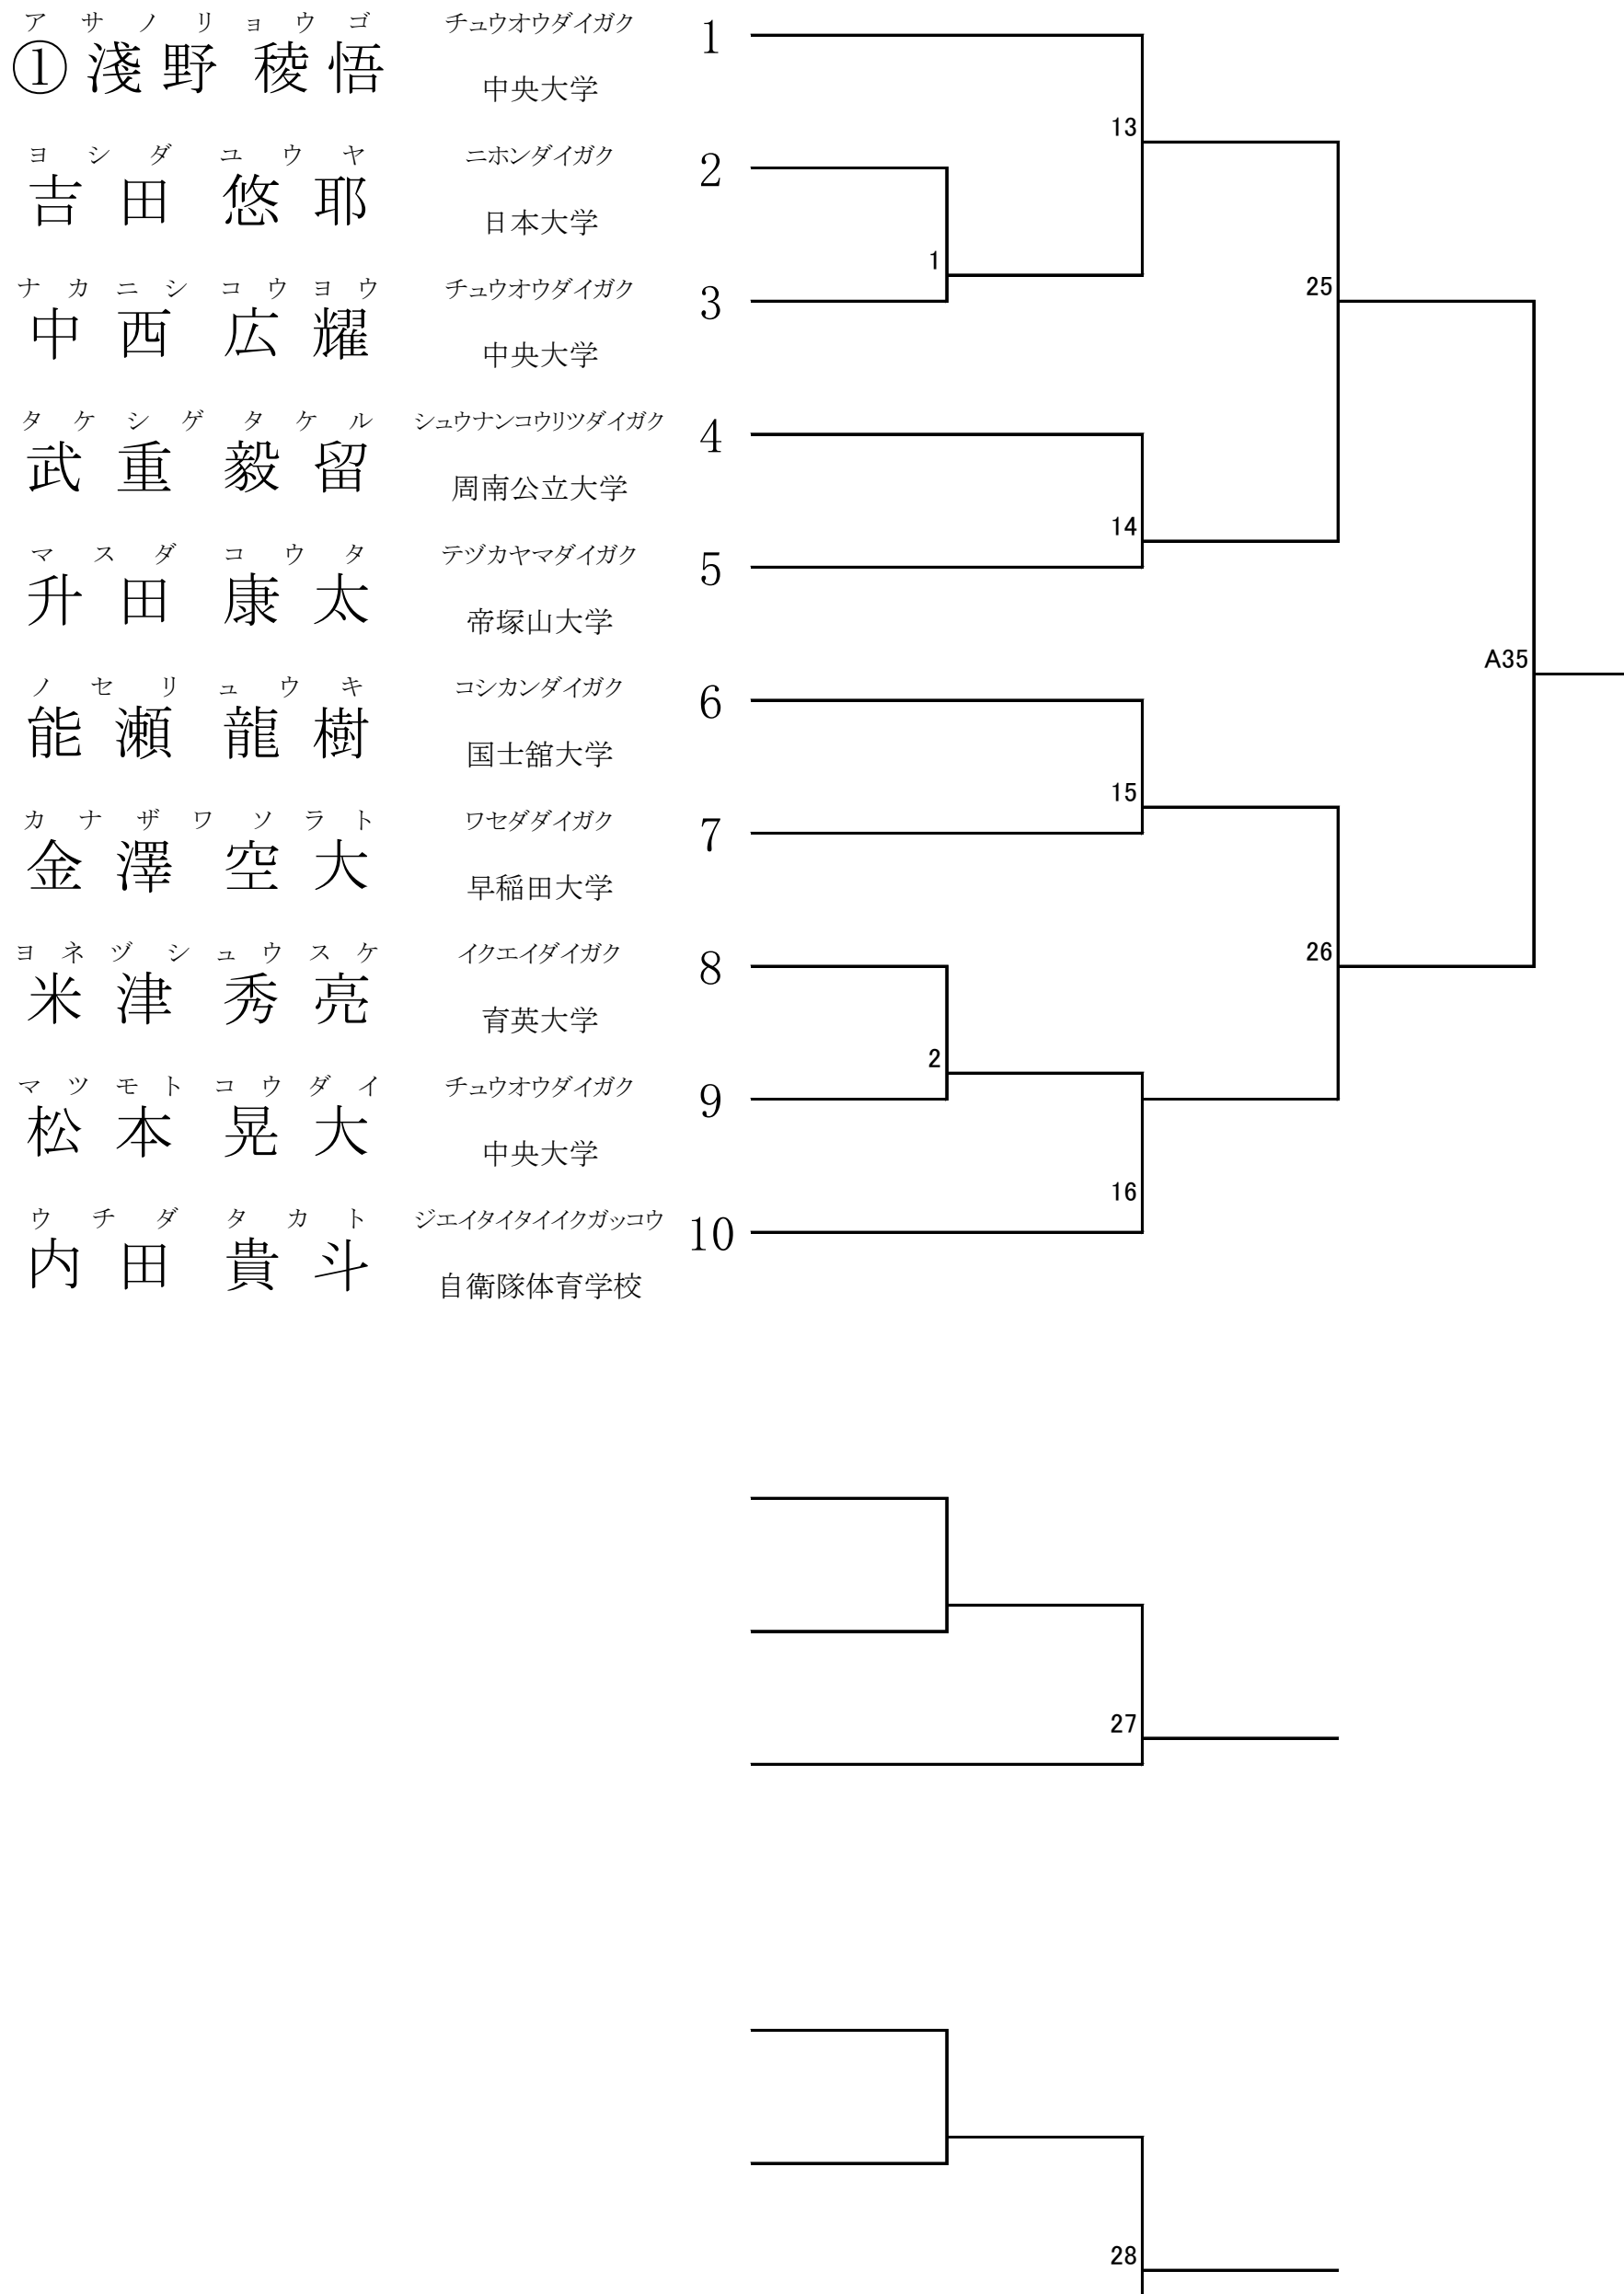 アサノリョウゴ チュウオウダイガク
①淺野 稜悟 中央大学 1
13
ヨシダユウヤ ニホンダイガク
吉田 悠耶 日本大学 2
1
ナカニシコウヨウ チュウオウダイガク
中西 広耀 中央大学 3
25
タケシゲタケル シュウナンコウリツダイガク
武重 毅留 周南公立大学 4
14
マスダコウタ テヅカヤマダイガク
升田 康太 帝塚山大学 5
A35
ノセリュウキ コシカンダイガク
能瀬 龍樹 国士舘大学 6
15
カナザワソラト ワセダダイガク
金澤 空大 早稲田大学 7
26
ヨネヅシュウスケ イクエイダイガク
米津 秀亮 育英大学 8
2
マツモトコウダイ チュウオウダイガク
松本 晃大 中央大学 9
16
ウチダタカト ジエイタイタイイクガッコウ
内田 貴斗 自衛隊体育学校 10
27
28